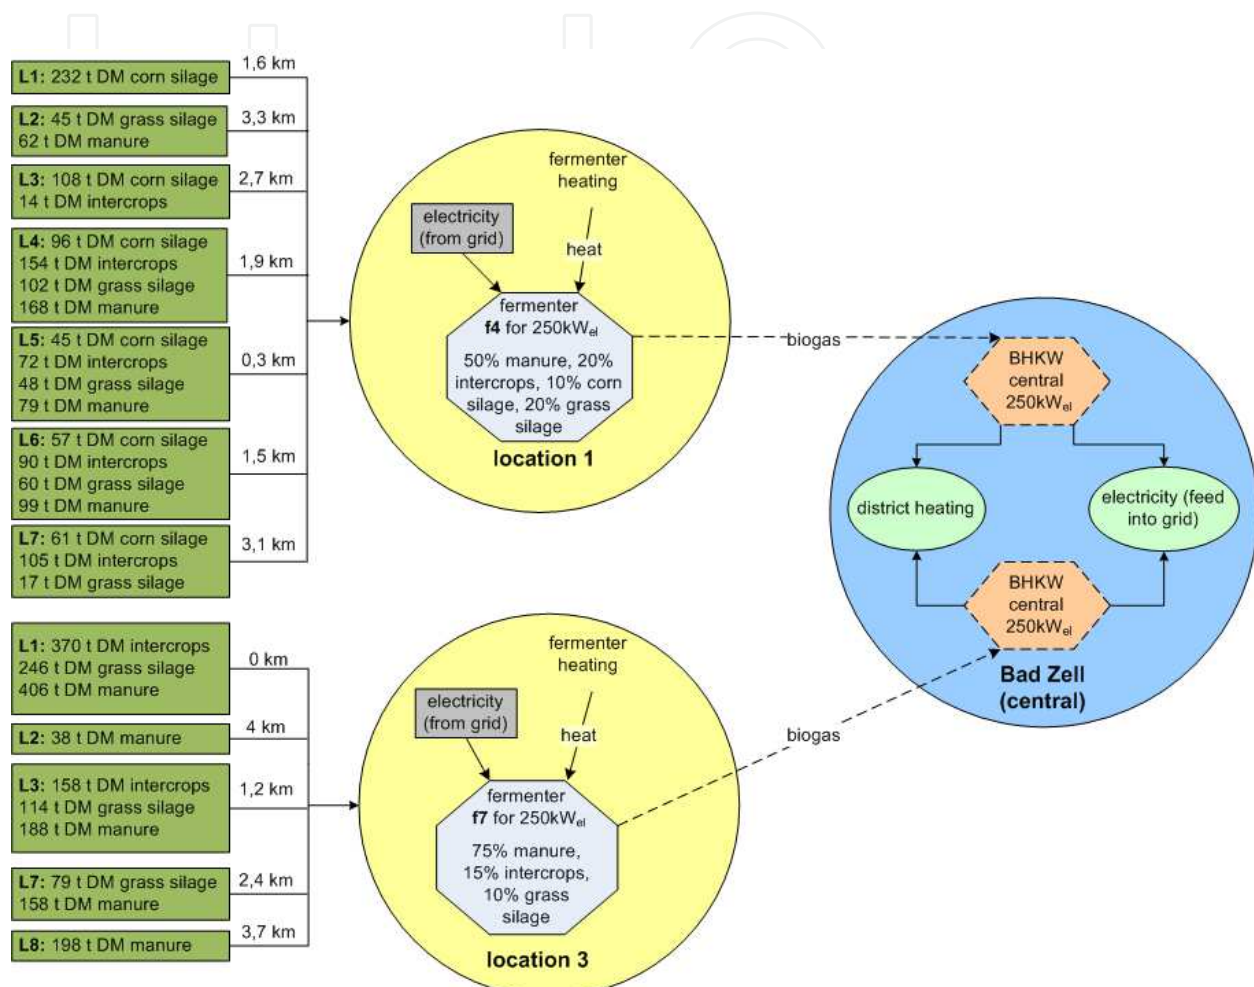 L1: 232 t DM corn silage
1,6 km
L2: 45 t DM grass silage
62 t DM manure
3,3 km
L3: 108 t DM corn silage
14 t DM intercrops
2,7 km
L4: 96 t DM corn silage
154 t DM intercrops
102 t DM grass silage
168 t DM manure
1,9 km
L5: 45 t DM corn silage
72 t DM intercrops
48 t DM grass silage
79 t DM manure
0,3 km
L6: 57 t DM corn silage
90 t DM intercrops
60 t DM grass silage
99 t DM manure
1,5 km
L7: 61 t DM corn silage
105 t DM intercrops
17 t DM grass silage
3,1 km
fermenter
heating
electricity
(from grid)
heat
fermenter
f4 for 250kWel
50% manure, 20%
intercrops, 10% corn
silage, 20% grass
silage
location 1
biogas
L1: 370 t DM intercrops
246 t DM grass silage
406 t DM manure
0 km
L2: 38 t DM manure
4 km
L3: 158 t DM intercrops
114 t DM grass silage
188 t DM manure
1,2 km
L7: 79 t DM grass silage
158 t DM manure
2,4 km
L8: 198 t DM manure
3,7 km
fermenter
heating
electricity
(from grid)
heat
fermenter
f7 for 250kWel
75% manure,
15% intercrops,
10% grass
silage
location 3
biogas
BHKW
central
250kWel
district heating
electricity (feed
into grid)
BHKW
central
250kWel
Bad Zell
(central)